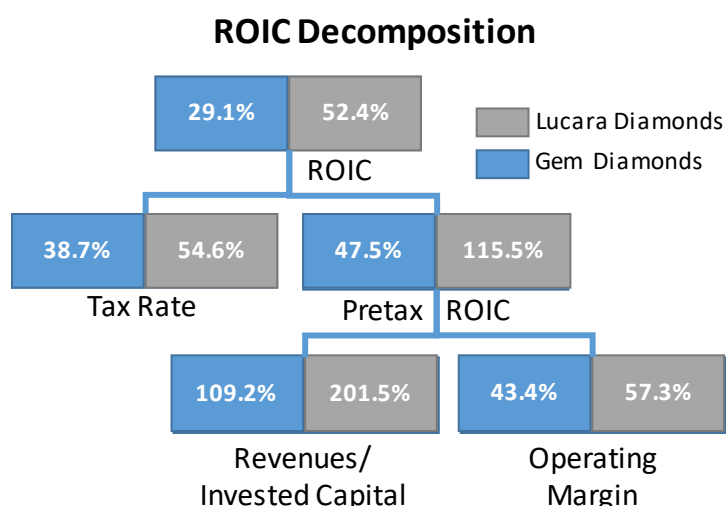 ROIC Decomposition
29.1% 52.4%
Lucara Diamonds
Gem Diamonds
ROIC
38.7% 54.6% 47.5% 115.5%
Tax Rate Pretax ROIC
109.2% 201.5% 43.4% 57.3%
Revenues/ Operating
Invested Capital Margin